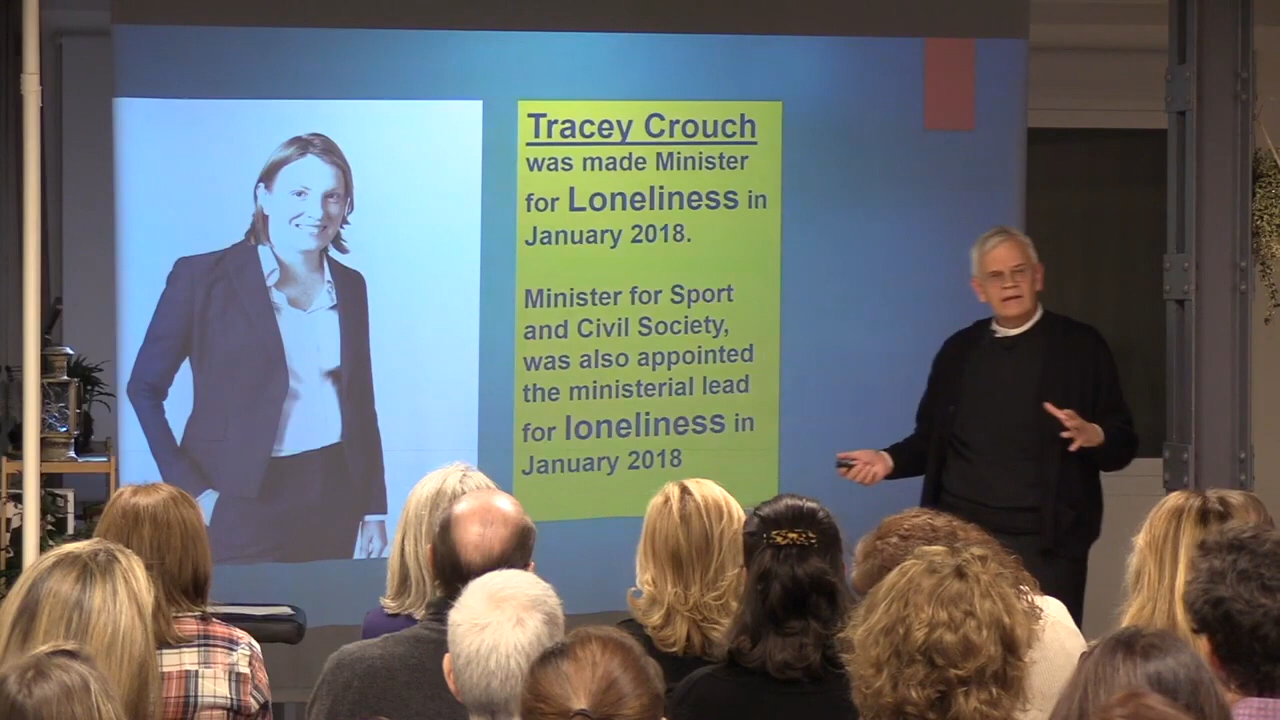 Tracey Crouch
was made Minister
for Loneliness in
January 2018.
Minister for Sport
and Civil Society,
was also appointed
the ministerial lead
for loneliness in
January 2018